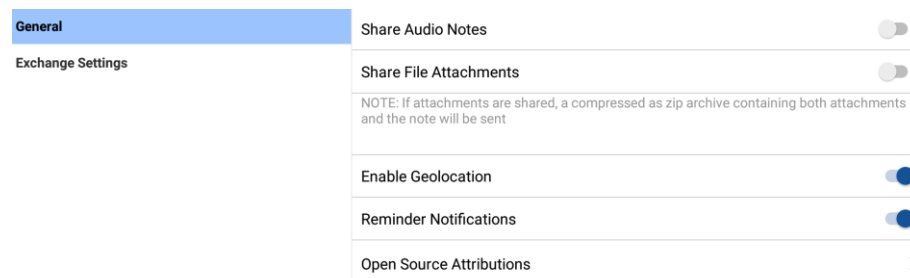 General
Exchange Settings
Share Audio Notes
Share File Attachments
NOTE: If attachments are shared, a compressed as zip archive containing both attachments
and the note will be sent
Enable Geolocation
Reminder Notifications
Open Source Attributions